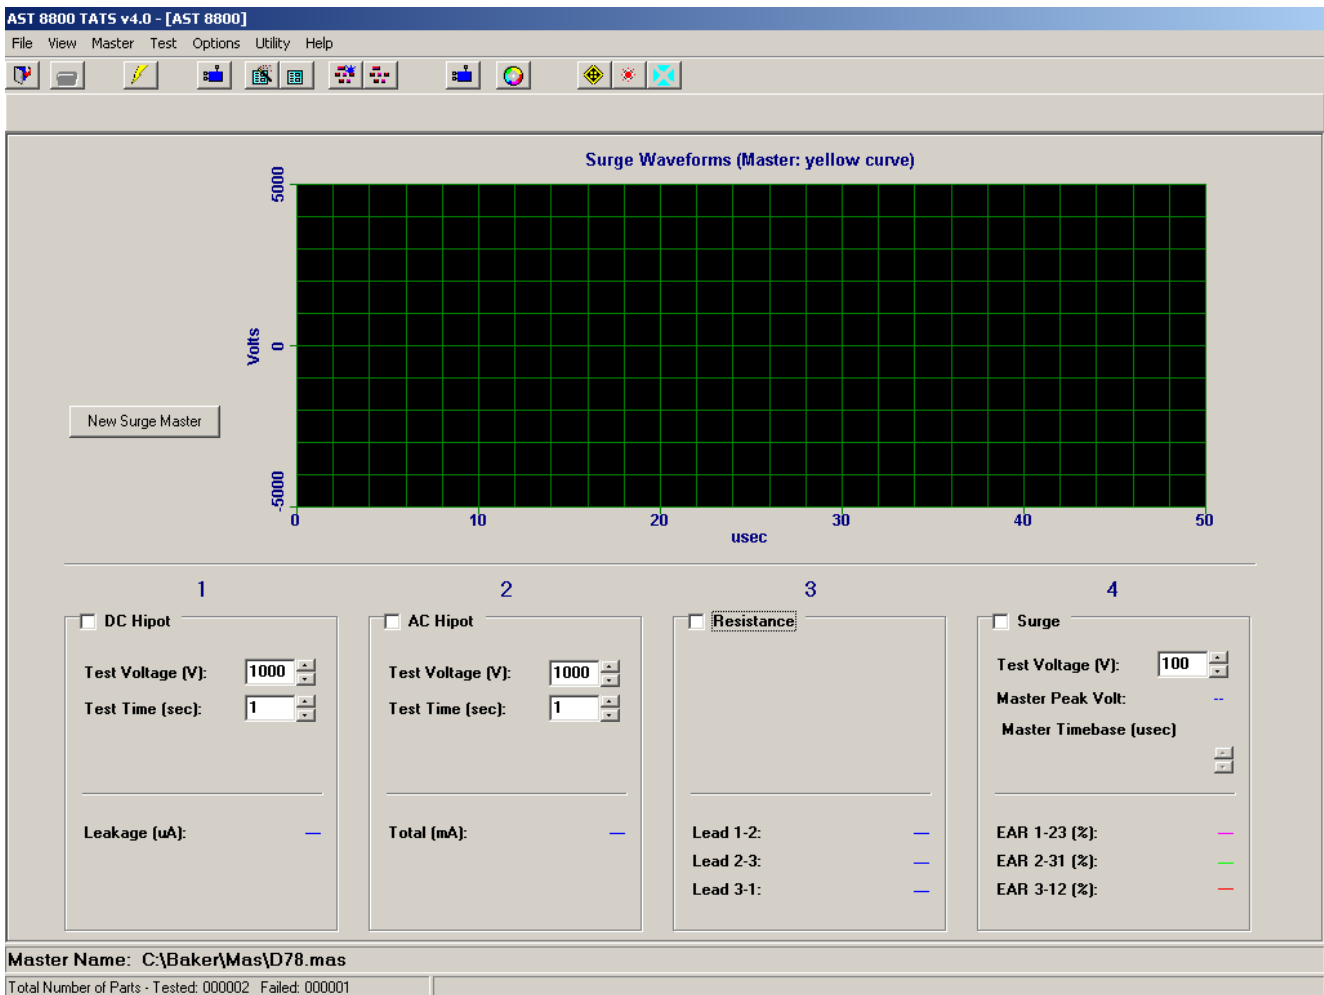 AST 8800 TATS v4.0 - [AST 8800]
File View Master Test Options Utility Help
Surge Waveforms (Master: yellow curve)
5000
Volts
0
-5000
0 10 20 30 40 50
usec
New Surge Master
1 2 3 4
DC Hipot
Test Voltage (V): 1000
Test Time (sec): 1
Leakage (uA): —
AC Hipot
Test Voltage (V): 1000
Test Time (sec): 1
Total (mA): —
Resistance
Lead 1-2: —
Lead 2-3: —
Lead 3-1: —
Surge
Test Voltage (V): 100
Master Peak Volt: --
Master Timebase (usec)
EAR 1-23 (%): —
EAR 2-31 (%): —
EAR 3-12 (%): —
Master Name: C:\Baker\Mas\D78.mas
Total Number of Parts - Tested: 000002 Failed: 000001